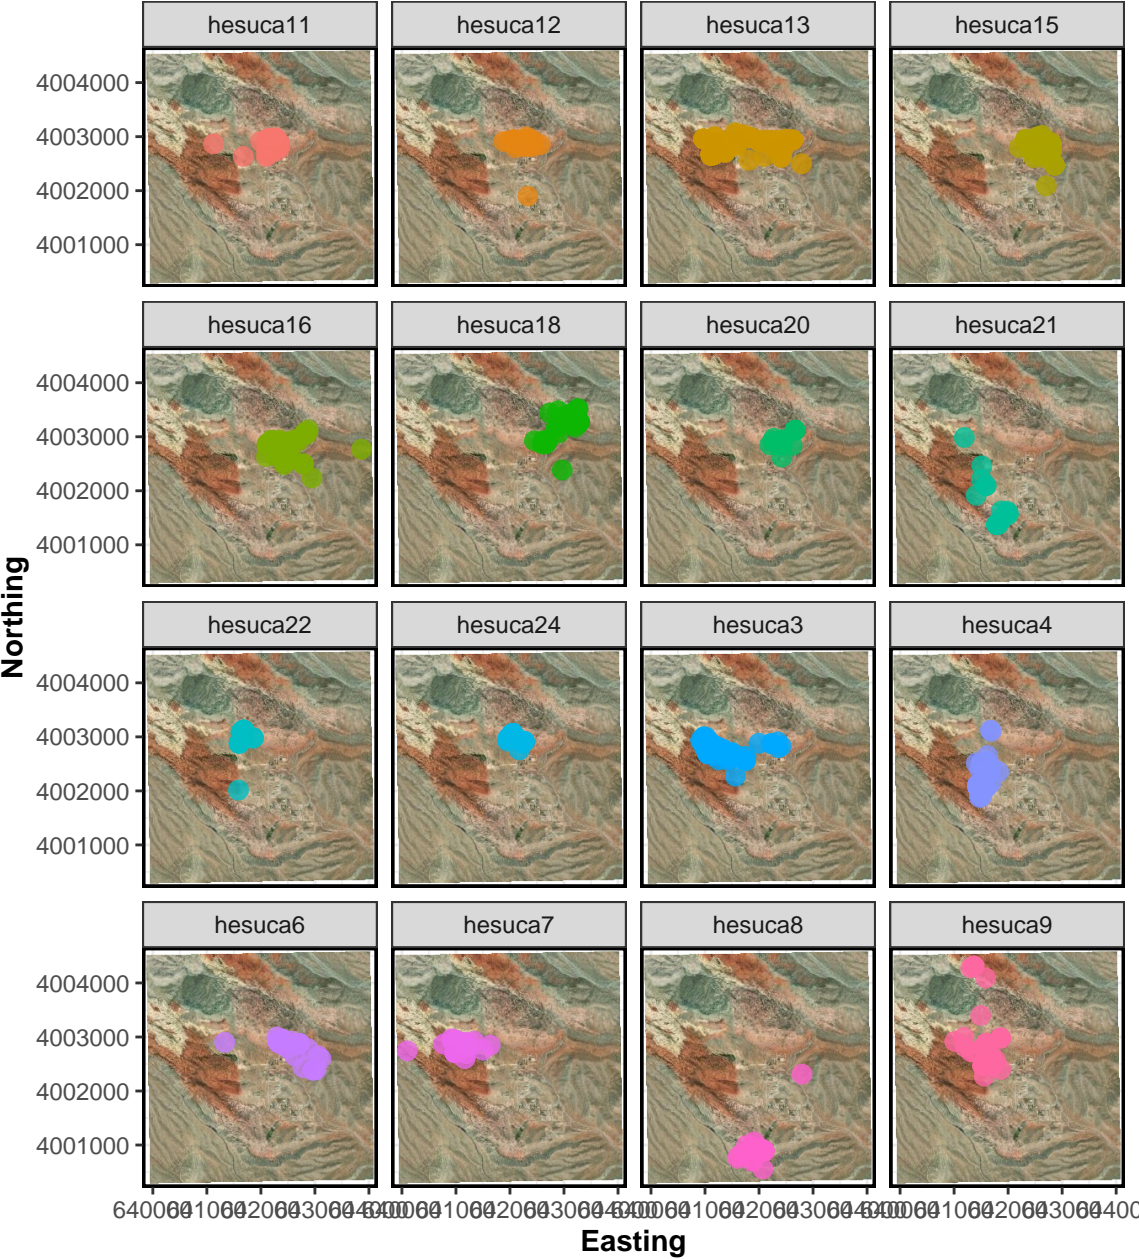 hesuca11 hesuca12 hesuca13 hesuca15
4004000
4003000
4002000
4001000
hesuca16 hesuca18 hesuca20 hesuca21
4004000
4003000
4002000
4001000
Northing
hesuca22 hesuca24 hesuca3 hesuca4
4004000
4003000
4002000
4001000
hesuca6 hesuca7 hesuca8 hesuca9
4004000
4003000
4002000
4001000
Easting